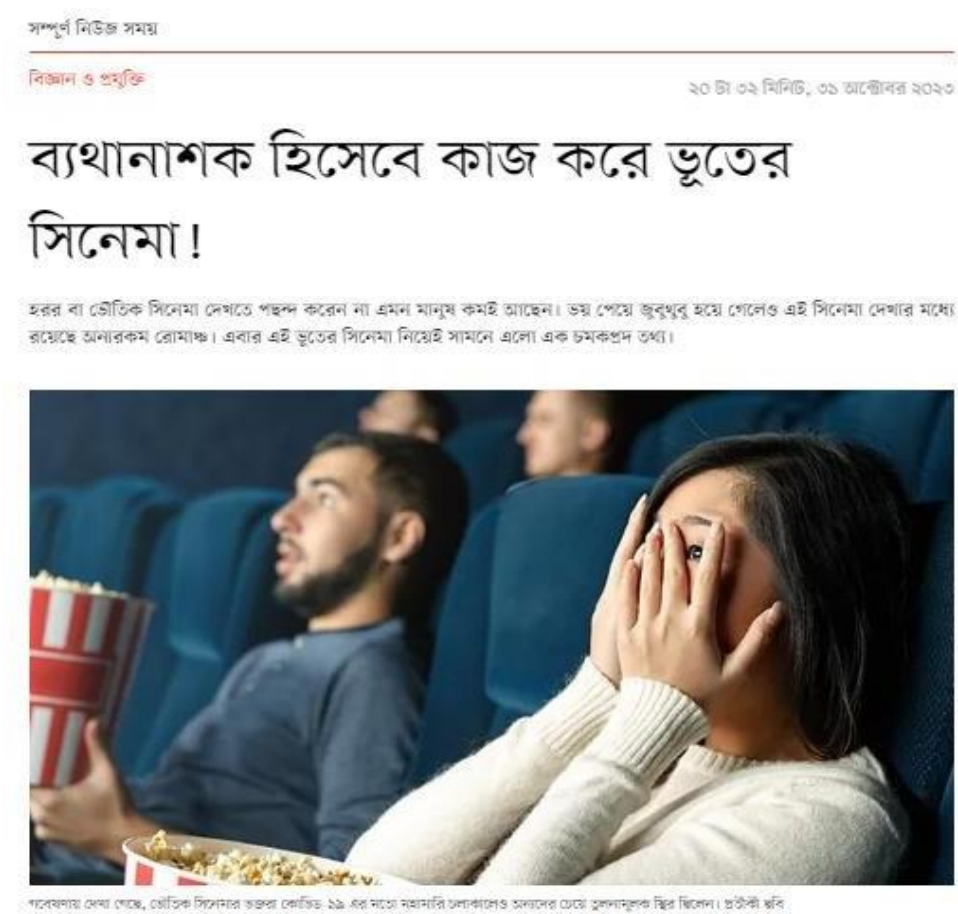 সম্পূর্ণ নিউজ সময়
বিজ্ঞান ও প্রযুক্তি
২০ টা ৩২ মিনিট, ৩১ অক্টোবর ২০২৩
ব্যথানাশক হিসেবে কাজ করে ভূতের
সিনেমা!
হরর বা ভৌতিক সিনেমা দেখতে পছন্দ করেন না এমন মানুষ কমই আছেন। ভয় পেয়ে জুবুথুবু হয়ে গেলেও এই সিনেমা দেখার মধ্যে
রয়েছে অন্যরকম রোমাঞ্চ। এবার এই ভূতের সিনেমা নিয়েই সামনে এলো এক চমকপ্রদ তথ্য।
গবেষণায় দেখা গেছে, ভৌতিক সিনেমার ভক্তরা কোভিড-১৯ এর মতো মহামারি চলাকালেও অন্যদের চেয়ে তুলনামূলক স্থির ছিলেন। প্রতীকী ছবি